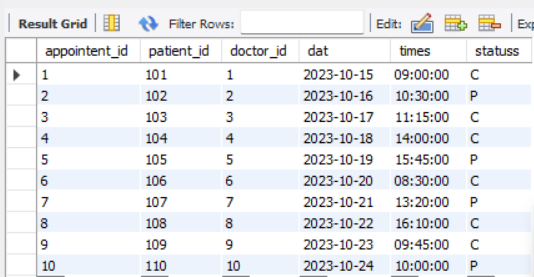 Result Grid Filter Rows: Edit: Exp
appointent_id patient_id doctor_id dat times statuss
1 101 1 2023-10-15 09:00:00 C
2 102 2 2023-10-16 10:30:00 P
3 103 3 2023-10-17 11:15:00 C
4 104 4 2023-10-18 14:00:00 C
5 105 5 2023-10-19 15:45:00 P
6 106 6 2023-10-20 08:30:00 C
7 107 7 2023-10-21 13:20:00 P
8 108 8 2023-10-22 16:10:00 C
9 109 9 2023-10-23 09:45:00 C
10 110 10 2023-10-24 10:00:00 P